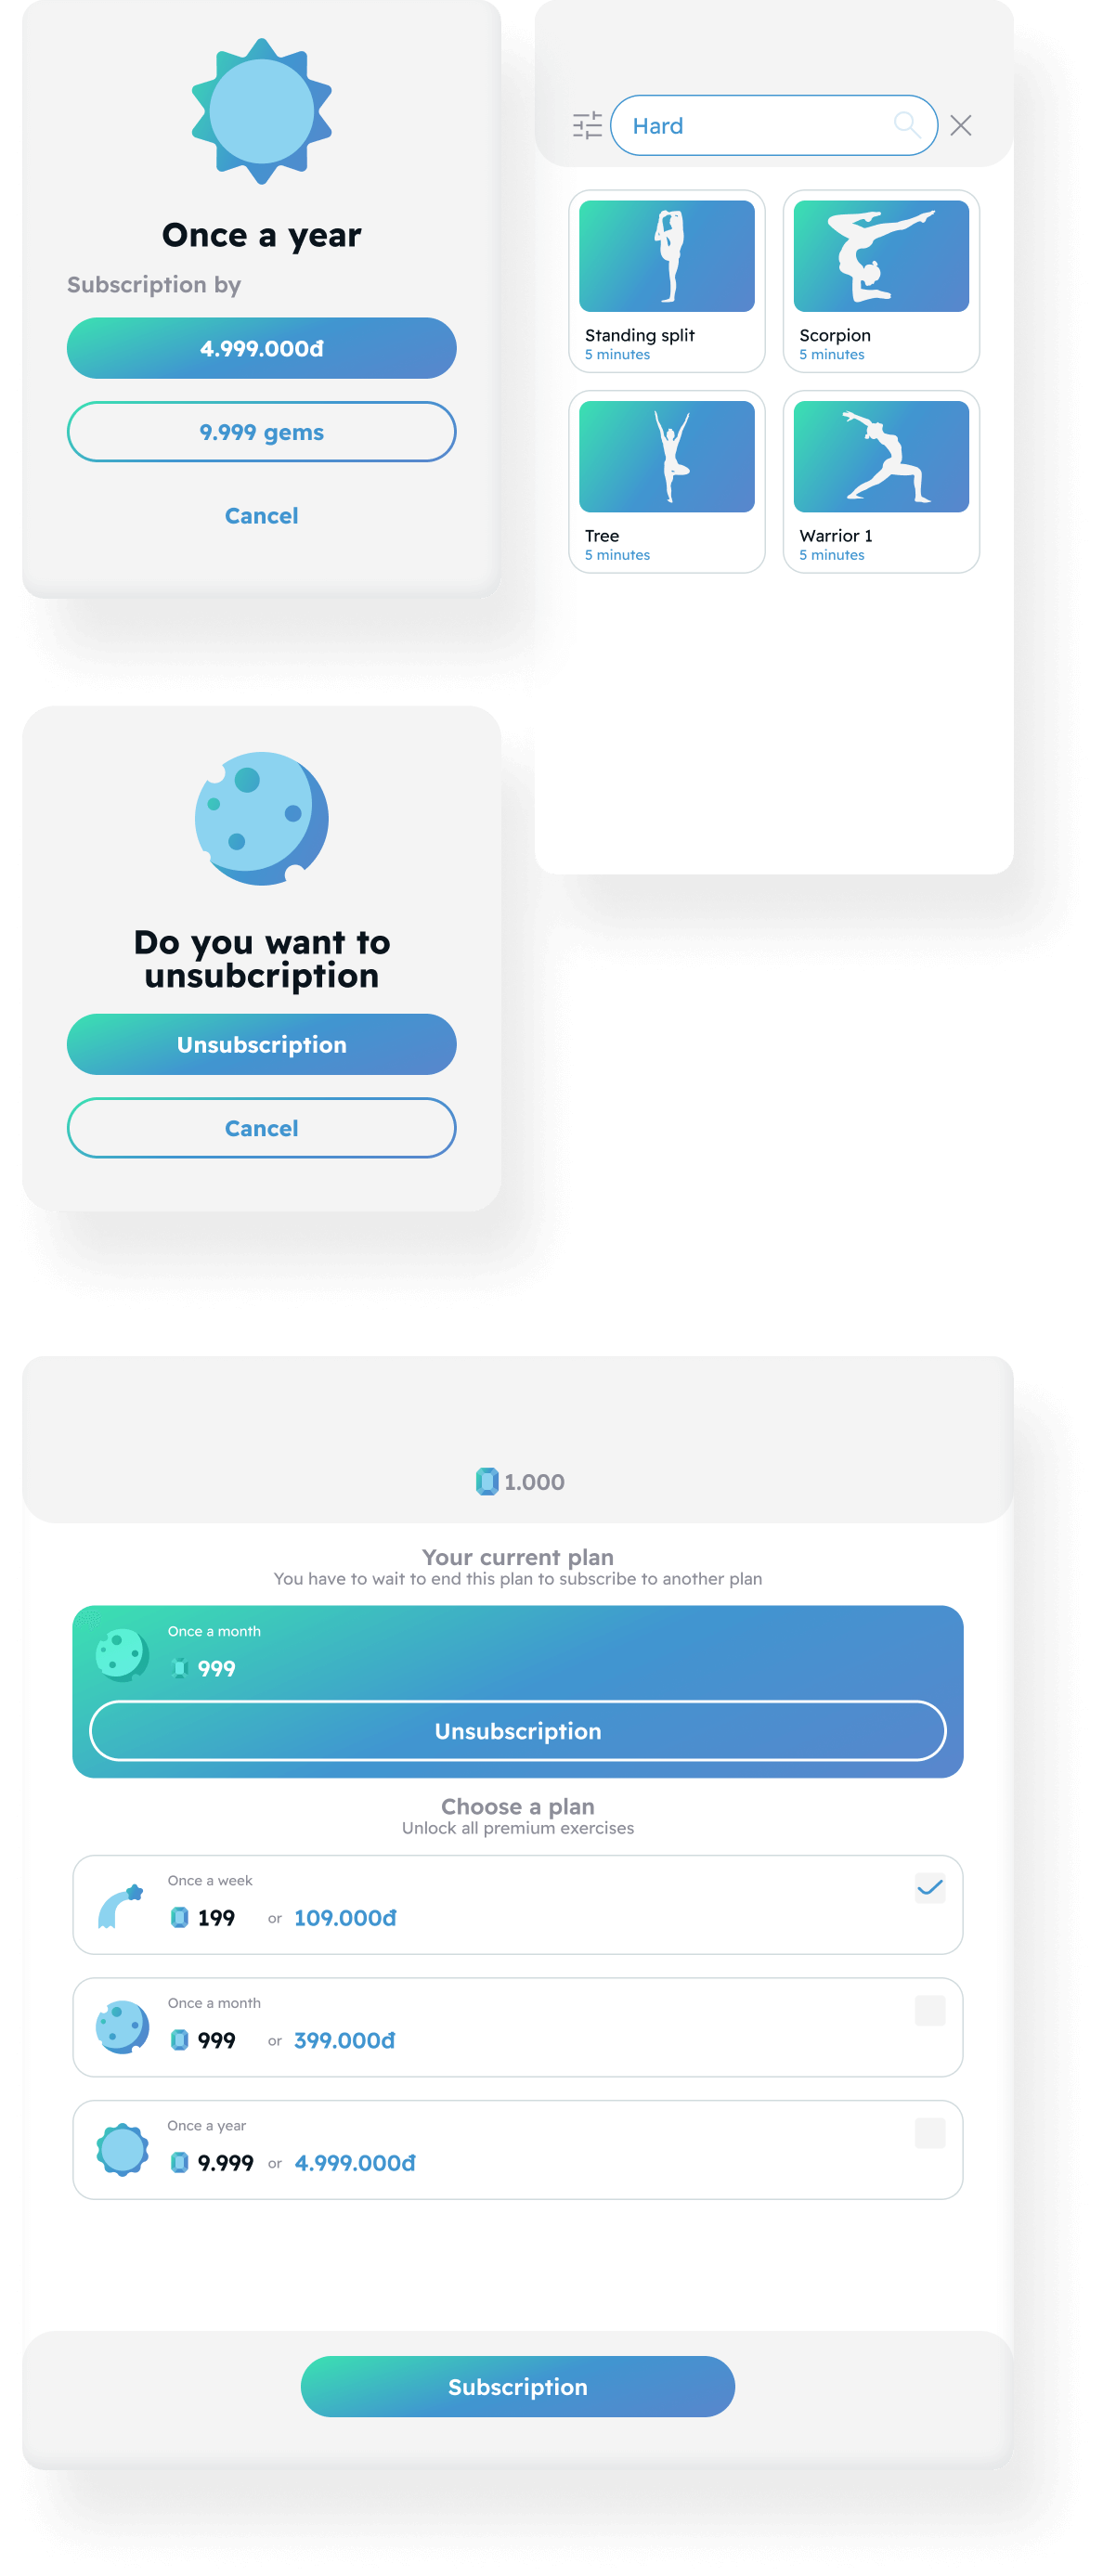 Once a year
Subscription by
4.999.000đ
9.999 gems
Cancel
Hard
Standing split
5 minutes
Scorpion
5 minutes
Tree
5 minutes
Warrior 1
5 minutes
Do you want to
unsubcription
Unsubscription
Cancel
1.000
Your current plan
You have to wait to end this plan to subscribe to another plan
Once a month
999
Unsubscription
Choose a plan
Unlock all premium exercises
Once a week
199 or 109.000đ
Once a month
999 or 399.000đ
Once a year
9.999 or 4.999.000đ
Subscription